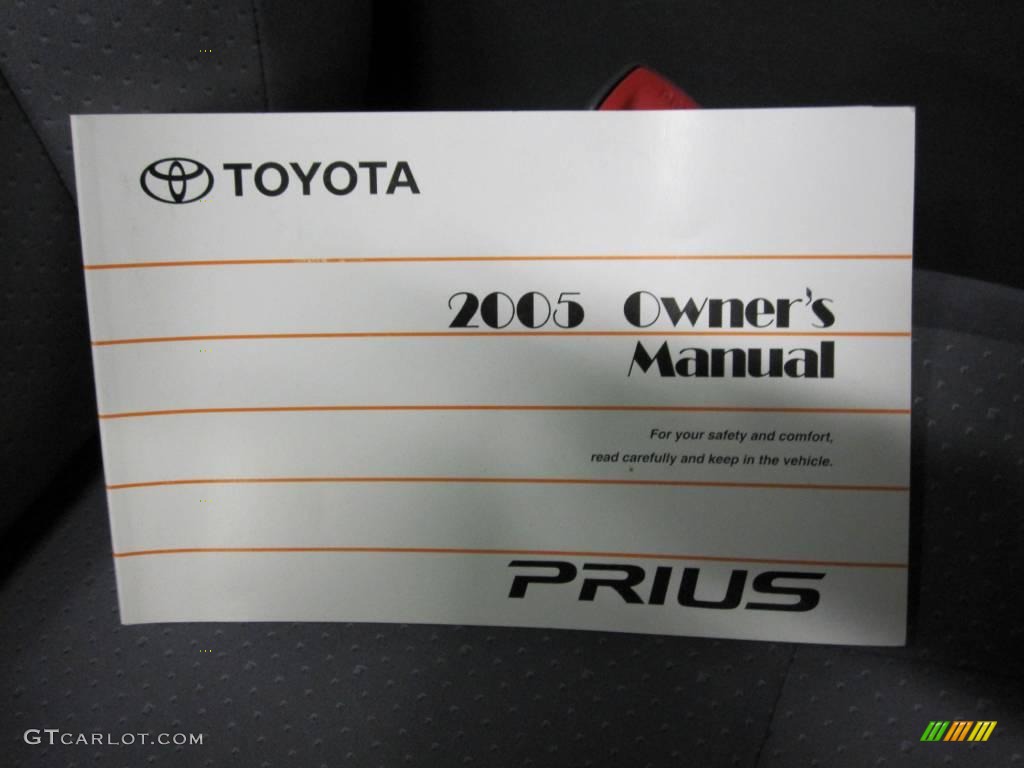 TOYOTA
2005 Owner's
Manual
For your safety and comfort,
read carefully and keep in the vehicle.
PRIUS
GTCARLOT.COM